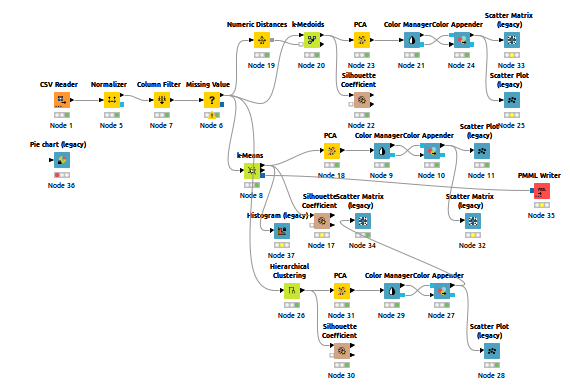 Scatter Matrix
(legacy)
Numeric Distances
k-Medoids
PCA
Color Manager
Color Appender
Node 19
Node 20
Node 23
Node 21
Node 24
Node 33
Silhouette
Coefficient
Scatter Plot
(legacy)
CSV Reader
Normalizer
Column Filter
Missing Value
Node 1
Node 5
Node 7
Node 6
Node 22
Node 25
Pie chart (legacy)
PCA
Color Manager
Color Appender
Scatter Plot
(legacy)
Node 36
k-Means
Node 18
Node 9
Node 10
Node 11
PMML Writer
Node 8
Node 35
Silhouette
Coefficient
Scatter Matrix
(legacy)
Scatter Matrix
(legacy)
Histogram (legacy)
Node 37
Node 17
Node 34
Node 32
Hierarchical
Clustering
PCA
Color Manager
Color Appender
Node 26
Node 31
Node 29
Node 27
Silhouette
Coefficient
Scatter Plot
(legacy)
Node 30
Node 28